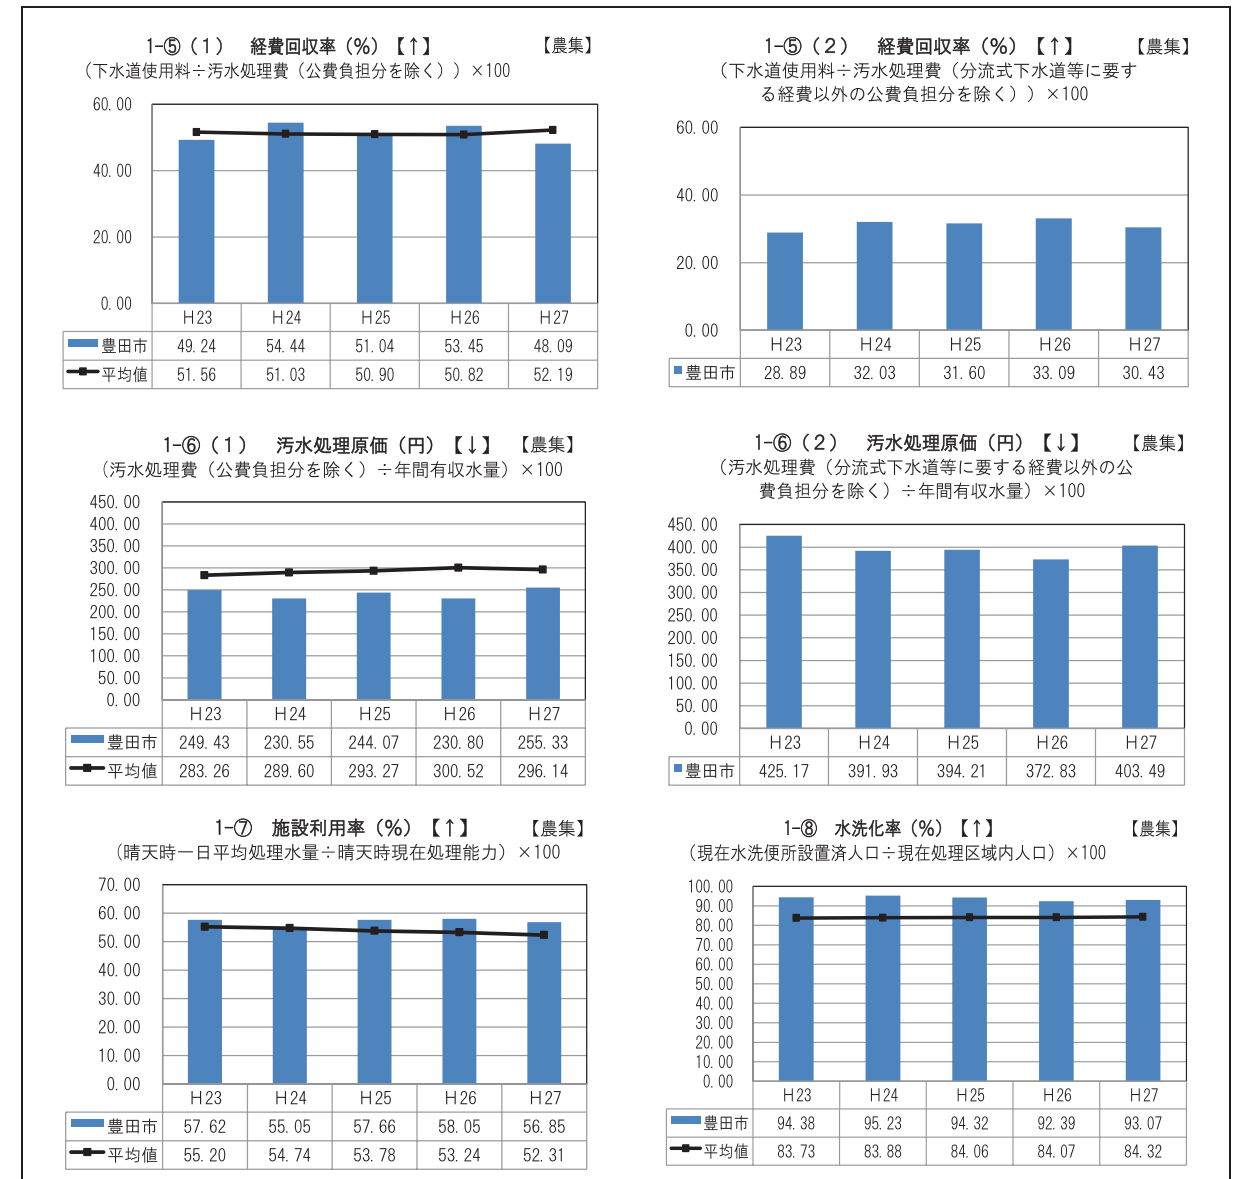 1-⑤（１）　経費回収率（％）【↑】　【農集】
（下水道使用料÷汚水処理費（公費負担分を除く））×100
60.00
40.00
20.00
0.00
H23 H24 H25 H26 H27
豊田市 49.24 54.44 51.04 53.45 48.09
平均値 51.56 51.03 50.90 50.82 52.19
1-⑤（２）　経費回収率（％）【↑】　【農集】
（下水道使用料÷汚水処理費（分流式下水道等に要す
る経費以外の公費負担分を除く））×100
60.00
40.00
20.00
0.00
H23 H24 H25 H26 H27
豊田市 28.89 32.03 31.60 33.09 30.43
1-⑥（１）　汚水処理原価（円）【↓】　【農集】
（汚水処理費（公費負担分を除く）÷年間有収水量）×100
450.00
400.00
350.00
300.00
250.00
200.00
150.00
100.00
50.00
0.00
H23 H24 H25 H26 H27
豊田市 249.43 230.55 244.07 230.80 255.33
平均値 283.26 289.60 293.27 300.52 296.14
1-⑥（２）　汚水処理原価（円）【↓】　【農集】
（汚水処理費（分流式下水道等に要する経費以外の公
費負担分を除く）÷年間有収水量）×100
450.00
400.00
350.00
300.00
250.00
200.00
150.00
100.00
50.00
0.00
H23 H24 H25 H26 H27
豊田市 425.17 391.93 394.21 372.83 403.49
1-⑦　施設利用率（％）【↑】　【農集】
（晴天時一日平均処理水量÷晴天時現在処理能力）×100
70.00
60.00
50.00
40.00
30.00
20.00
10.00
0.00
H23 H24 H25 H26 H27
豊田市 57.62 55.05 57.66 58.05 56.85
平均値 55.20 54.74 53.78 53.24 52.31
1-⑧　水洗化率（％）【↑】　【農集】
（現在水洗便所設置済人口÷現在処理区域内人口）×100
100.00
90.00
80.00
70.00
60.00
50.00
40.00
30.00
20.00
10.00
0.00
H23 H24 H25 H26 H27
豊田市 94.38 95.23 94.32 92.39 93.07
平均値 83.73 83.88 84.06 84.07 84.32